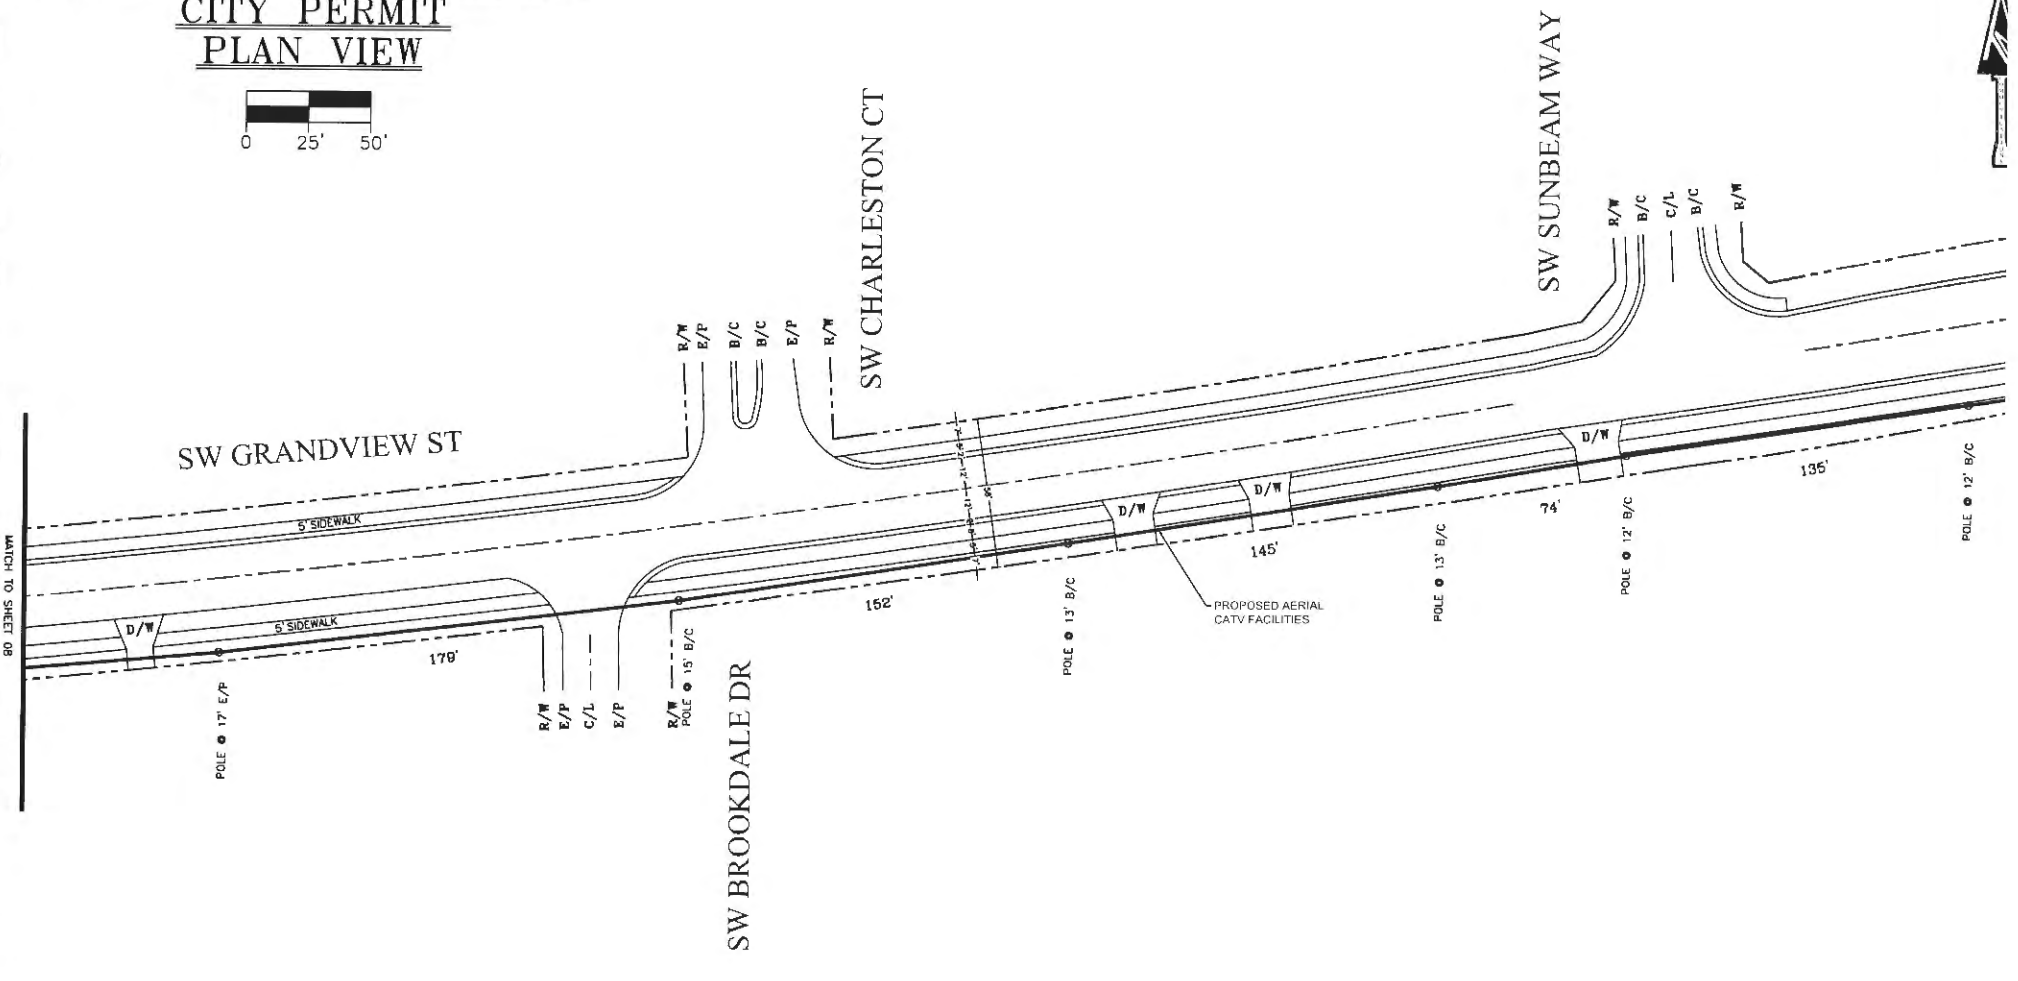 CITY PERMIT
PLAN VIEW
0 25' 50'
SW CHARLESTON CT
SW SUNBEAM WAY
R/W
B/C
C/L
B/C
R/W
R/W
E/P
B/C
B/C
E/P
R/W
SW GRANDVIEW ST
5' SIDEWALK
MATCH TO SHEET 08
D/W
5' SIDEWALK
179'
POLE @ 17' E/P
R/W
E/P
C/L
E/P
R/W
POLE @ 15' B/C
SW BROOKDALE DR
152'
56'
POLE @ 13' B/C
D/W
PROPOSED AERIAL
CATV FACILITIES
D/W
145'
POLE @ 13' B/C
74'
D/W
POLE @ 12' B/C
135'
POLE @ 12' B/C